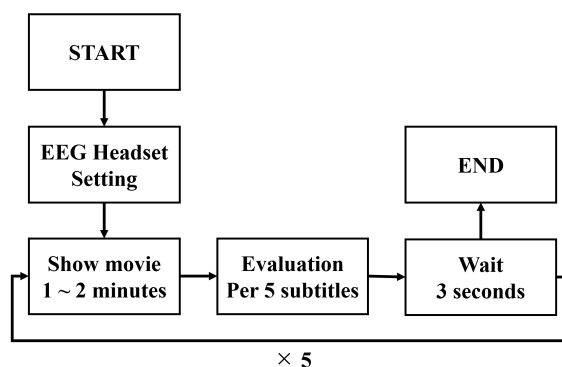 START
EEG Headset
Setting
END
Show movie
1 ~ 2 minutes
Evaluation
Per 5 subtitles
Wait
3 seconds
× 5